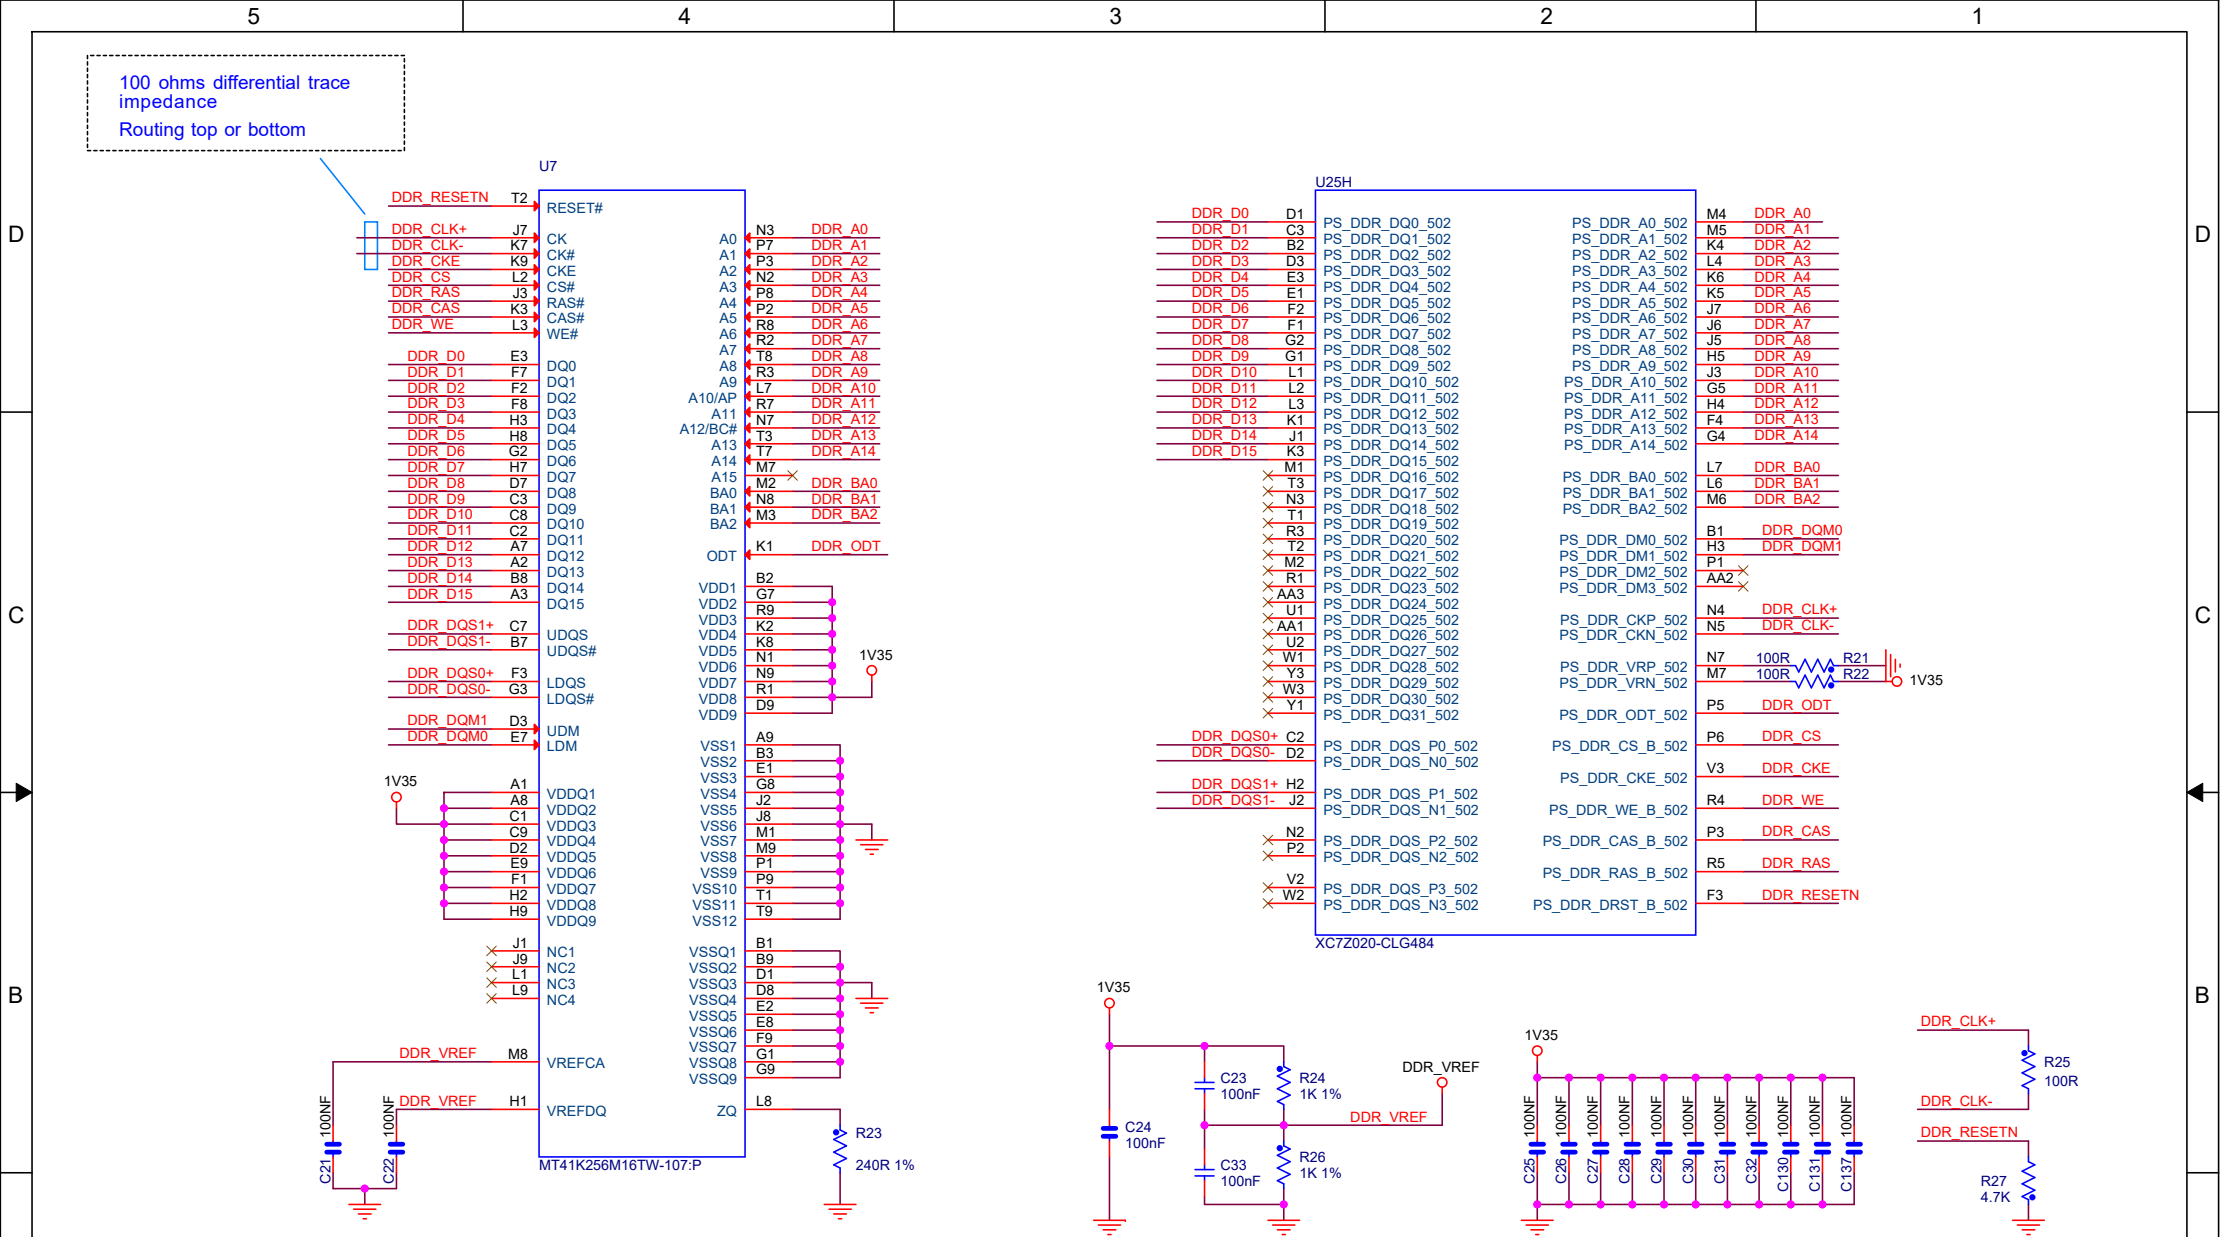 5 4 3 2 1
100 ohms differential trace
impedance
Routing top or bottom
D
D
C
C
B
B
U7
DDR_RESETN T2 RESET#
DDR_CLK+ J7 CK
DDR_CLK- K7 CK#
DDR_CKE K9 CKE
DDR_CS L2 CS#
DDR_RAS J3 RAS#
DDR_CAS K3 CAS#
DDR_WE L3 WE#
DDR_D0 E3 DQ0
DDR_D1 F7 DQ1
DDR_D2 F2 DQ2
DDR_D3 F8 DQ3
DDR_D4 H3 DQ4
DDR_D5 H8 DQ5
DDR_D6 G2 DQ6
DDR_D7 H7 DQ7
DDR_D8 D7 DQ8
DDR_D9 C3 DQ9
DDR_D10 C8 DQ10
DDR_D11 C2 DQ11
DDR_D12 A7 DQ12
DDR_D13 A2 DQ13
DDR_D14 B8 DQ14
DDR_D15 A3 DQ15
DDR_DQS1+ C7 UDQS
DDR_DQS1- B7 UDQS#
DDR_DQS0+ F3 LDQS
DDR_DQS0- G3 LDQS#
DDR_DQM1 D3 UDM
DDR_DQM0 E7 LDM
1V35
A1 VDDQ1
A8 VDDQ2
C1 VDDQ3
C9 VDDQ4
D2 VDDQ5
E9 VDDQ6
F1 VDDQ7
H2 VDDQ8
H9 VDDQ9
J1 NC1
J9 NC2
L1 NC3
L9 NC4
DDR_VREF M8 VREFCA
DDR_VREF H1 VREFDQ
C21 100NF
C22 100NF
A0 N3 DDR_A0
A1 P7 DDR_A1
A2 P3 DDR_A2
A3 N2 DDR_A3
A4 P8 DDR_A4
A5 P2 DDR_A5
A6 R8 DDR_A6
A7 R2 DDR_A7
A8 T8 DDR_A8
A9 R3 DDR_A9
A10/AP L7 DDR_A10
A11 R7 DDR_A11
A12/BC# N7 DDR_A12
A13 T3 DDR_A13
A14 T7 DDR_A14
A15 M7
BA0 M2 DDR_BA0
BA1 N8 DDR_BA1
BA2 M3 DDR_BA2
ODT K1 DDR_ODT
VDD1 B2
VDD2 G7
VDD3 R9
VDD4 K2
VDD5 K8
VDD6 N1
VDD7 N9
VDD8 R1
VDD9 D9
1V35
VSS1 A9
VSS2 B3
VSS3 E1
VSS4 G8
VSS5 J2
VSS6 J8
VSS7 M1
VSS8 M9
VSS9 P1
VSS10 P9
VSS11 T1
VSS12 T9
VSSQ1 B1
VSSQ2 B9
VSSQ3 D1
VSSQ4 D8
VSSQ5 E2
VSSQ6 E8
VSSQ7 F9
VSSQ8 G1
VSSQ9 G9
ZQ L8
R23
240R 1%
MT41K256M16TW-107:P
U25H
DDR_D0 D1 PS_DDR_DQ0_502
DDR_D1 C3 PS_DDR_DQ1_502
DDR_D2 B2 PS_DDR_DQ2_502
DDR_D3 D3 PS_DDR_DQ3_502
DDR_D4 E3 PS_DDR_DQ4_502
DDR_D5 E1 PS_DDR_DQ5_502
DDR_D6 F2 PS_DDR_DQ6_502
DDR_D7 F1 PS_DDR_DQ7_502
DDR_D8 G2 PS_DDR_DQ8_502
DDR_D9 G1 PS_DDR_DQ9_502
DDR_D10 L1 PS_DDR_DQ10_502
DDR_D11 L2 PS_DDR_DQ11_502
DDR_D12 L3 PS_DDR_DQ12_502
DDR_D13 K1 PS_DDR_DQ13_502
DDR_D14 J1 PS_DDR_DQ14_502
DDR_D15 K3 PS_DDR_DQ15_502
M1 PS_DDR_DQ16_502
T3 PS_DDR_DQ17_502
N3 PS_DDR_DQ18_502
T1 PS_DDR_DQ19_502
R3 PS_DDR_DQ20_502
T2 PS_DDR_DQ21_502
M2 PS_DDR_DQ22_502
R1 PS_DDR_DQ23_502
AA3 PS_DDR_DQ24_502
U1 PS_DDR_DQ25_502
AA1 PS_DDR_DQ26_502
U2 PS_DDR_DQ27_502
W1 PS_DDR_DQ28_502
Y3 PS_DDR_DQ29_502
W3 PS_DDR_DQ30_502
Y1 PS_DDR_DQ31_502
DDR_DQS0+ C2 PS_DDR_DQS_P0_502
DDR_DQS0- D2 PS_DDR_DQS_N0_502
DDR_DQS1+ H2 PS_DDR_DQS_P1_502
DDR_DQS1- J2 PS_DDR_DQS_N1_502
N2 PS_DDR_DQS_P2_502
P2 PS_DDR_DQS_N2_502
V2 PS_DDR_DQS_P3_502
W2 PS_DDR_DQS_N3_502
PS_DDR_A0_502 M4 DDR_A0
PS_DDR_A1_502 M5 DDR_A1
PS_DDR_A2_502 K4 DDR_A2
PS_DDR_A3_502 L4 DDR_A3
PS_DDR_A4_502 K6 DDR_A4
PS_DDR_A5_502 K5 DDR_A5
PS_DDR_A6_502 J7 DDR_A6
PS_DDR_A7_502 J6 DDR_A7
PS_DDR_A8_502 J5 DDR_A8
PS_DDR_A9_502 H5 DDR_A9
PS_DDR_A10_502 J3 DDR_A10
PS_DDR_A11_502 G5 DDR_A11
PS_DDR_A12_502 H4 DDR_A12
PS_DDR_A13_502 F4 DDR_A13
PS_DDR_A14_502 G4 DDR_A14
PS_DDR_BA0_502 L7 DDR_BA0
PS_DDR_BA1_502 L6 DDR_BA1
PS_DDR_BA2_502 M6 DDR_BA2
PS_DDR_DM0_502 B1 DDR_DQM0
PS_DDR_DM1_502 H3 DDR_DQM1
PS_DDR_DM2_502 P1
PS_DDR_DM3_502 AA2
PS_DDR_CKP_502 N4 DDR_CLK+
PS_DDR_CKN_502 N5 DDR_CLK-
PS_DDR_VRP_502 N7 100R R21
PS_DDR_VRN_502 M7 100R R22 1V35
PS_DDR_ODT_502 P5 DDR_ODT
PS_DDR_CS_B_502 P6 DDR_CS
PS_DDR_CKE_502 V3 DDR_CKE
PS_DDR_WE_B_502 R4 DDR_WE
PS_DDR_CAS_B_502 P3 DDR_CAS
PS_DDR_RAS_B_502 R5 DDR_RAS
PS_DDR_DRST_B_502 F3 DDR_RESETN
XC7Z020-CLG484
1V35
C24
100nF
C23
100nF
R24
1K 1%
DDR_VREF
DDR_VREF
C33
100nF
R26
1K 1%
1V35
C25 100NF
C26 100NF
C27 100NF
C28 100NF
C29 100NF
C30 100NF
C31 100NF
C32 100NF
C130 100NF
C131 100NF
C137 100NF
DDR_CLK+
R25
100R
DDR_CLK-
DDR_RESETN
R27
4.7K